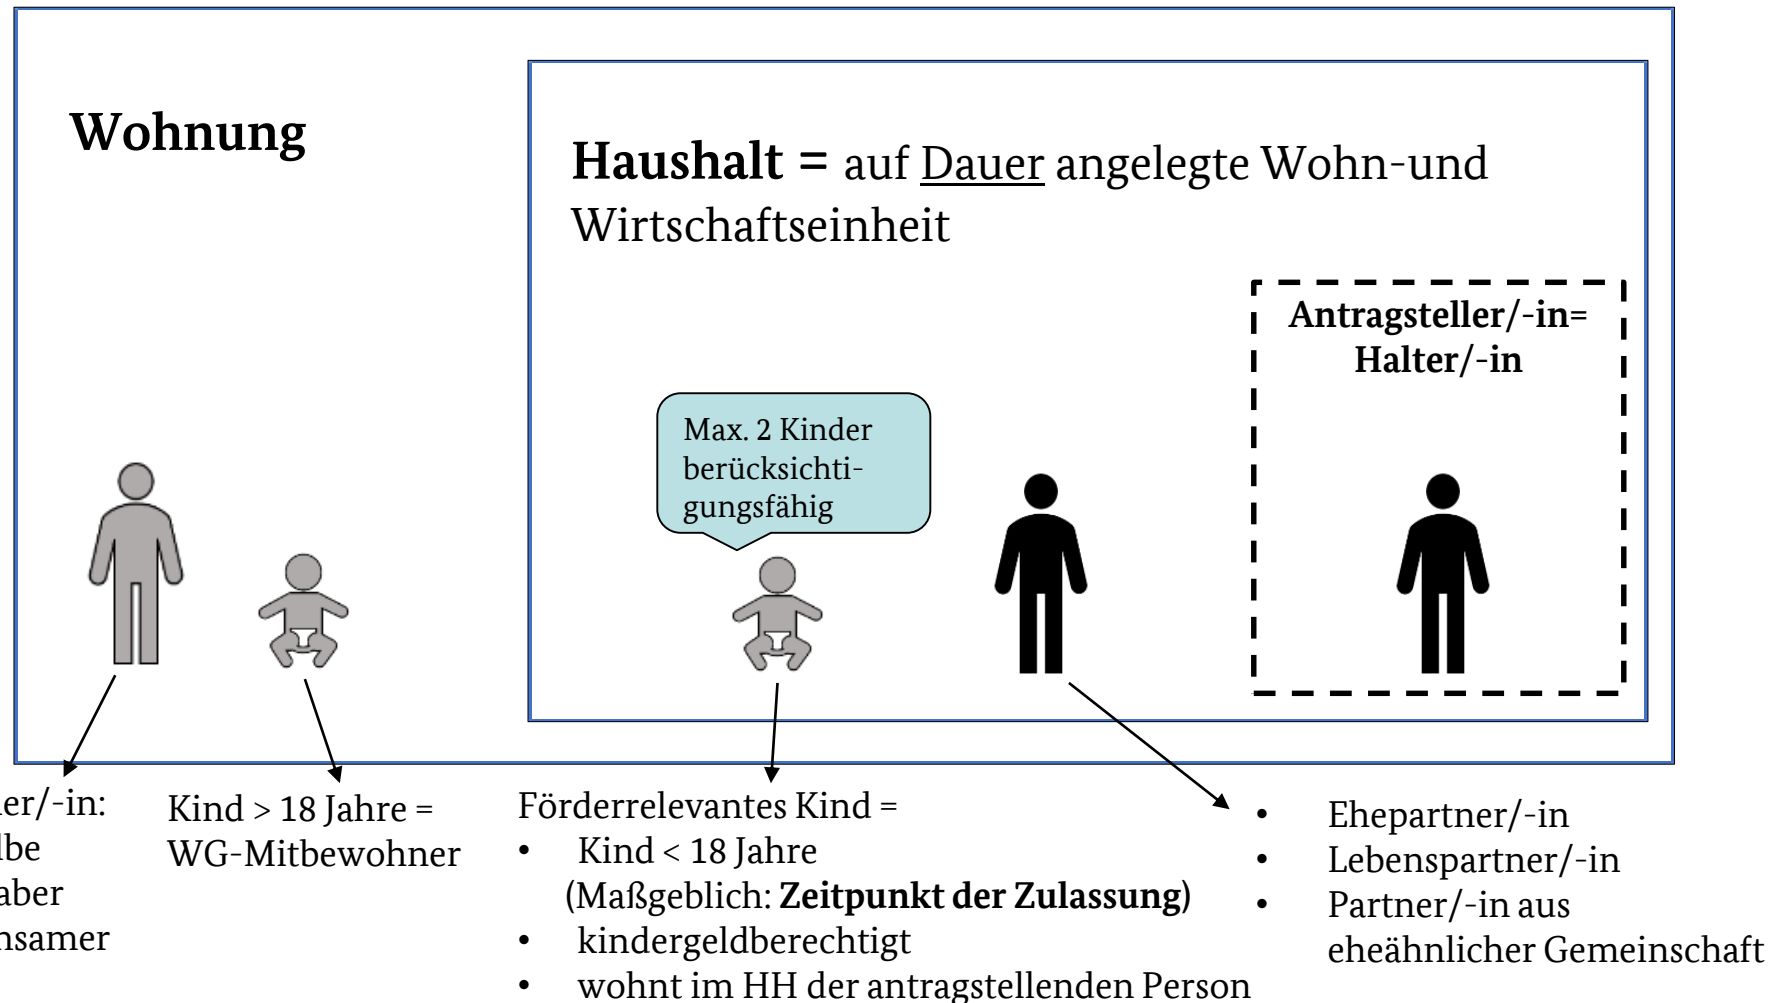 Wohnung
Haushalt = auf Dauer angelegte Wohn-und
Wirtschaftseinheit
Antragsteller/-in=
Halter/-in
Max. 2 Kinder
berücksichti-
gungsfähig
er/-in:
lbe
aber
nsamer
Kind > 18 Jahre =
WG-Mitbewohner
Förderrelevantes Kind =
• Kind < 18 Jahre
(Maßgeblich: Zeitpunkt der Zulassung)
• kindergeldberechtigt
• wohnt im HH der antragstellenden Person
• Ehepartner/-in
• Lebenspartner/-in
• Partner/-in aus
eheähnlicher Gemeinschaft